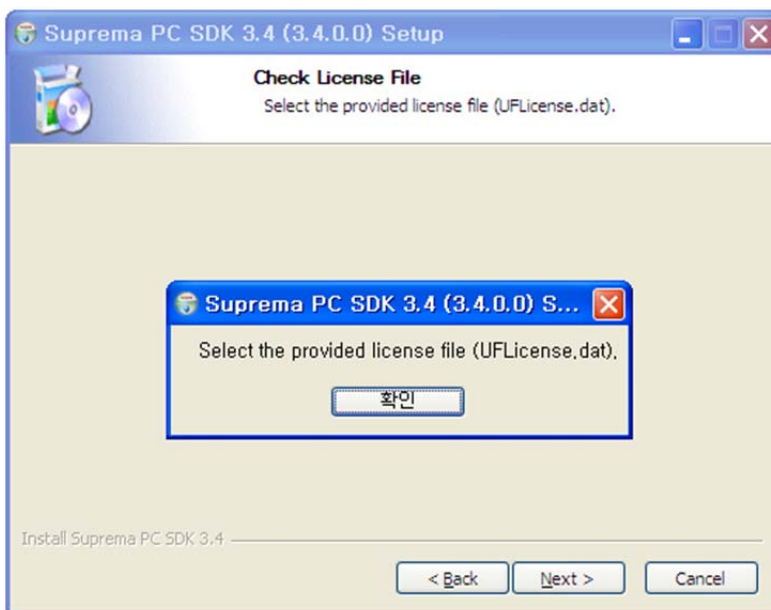 Suprema PC SDK 3.4 (3.4.0.0) Setup
Check License File
Select the provided license file (UFLicense.dat).
Suprema PC SDK 3.4 (3.4.0.0) S...
Select the provided license file (UFLicense,dat),
확인
Install Suprema PC SDK 3.4
< Back
Next >
Cancel